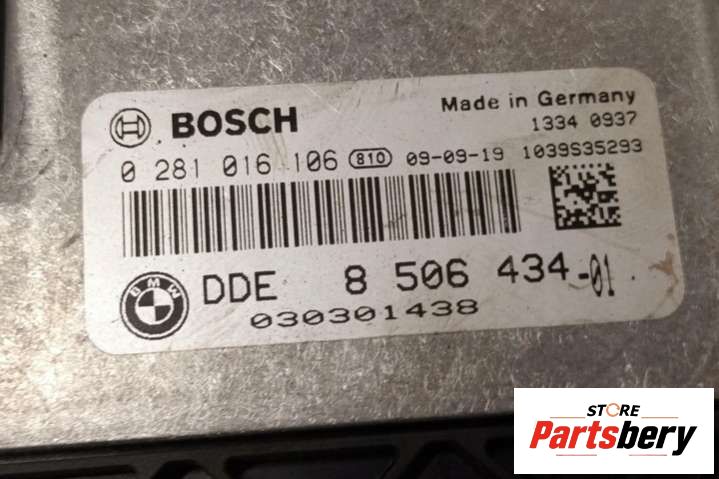 BOSCH
Made in Germany
1334 0937
0 281 016 106 810 09-09-19 1039S35293
BMW
DDE 8 506 434-01
030301438
STORE
Partsbery